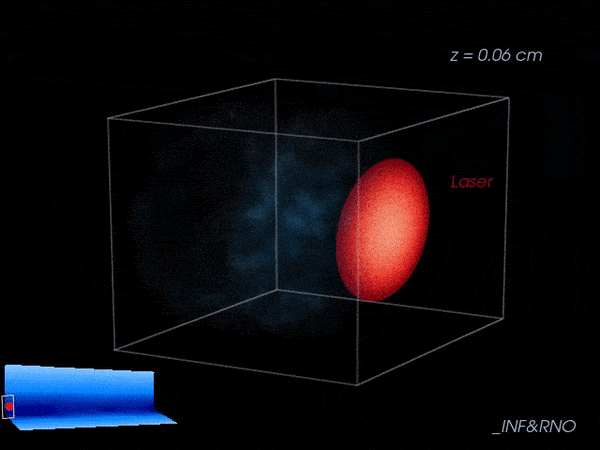 z = 0.06 cm
Laser
_INF&RNO